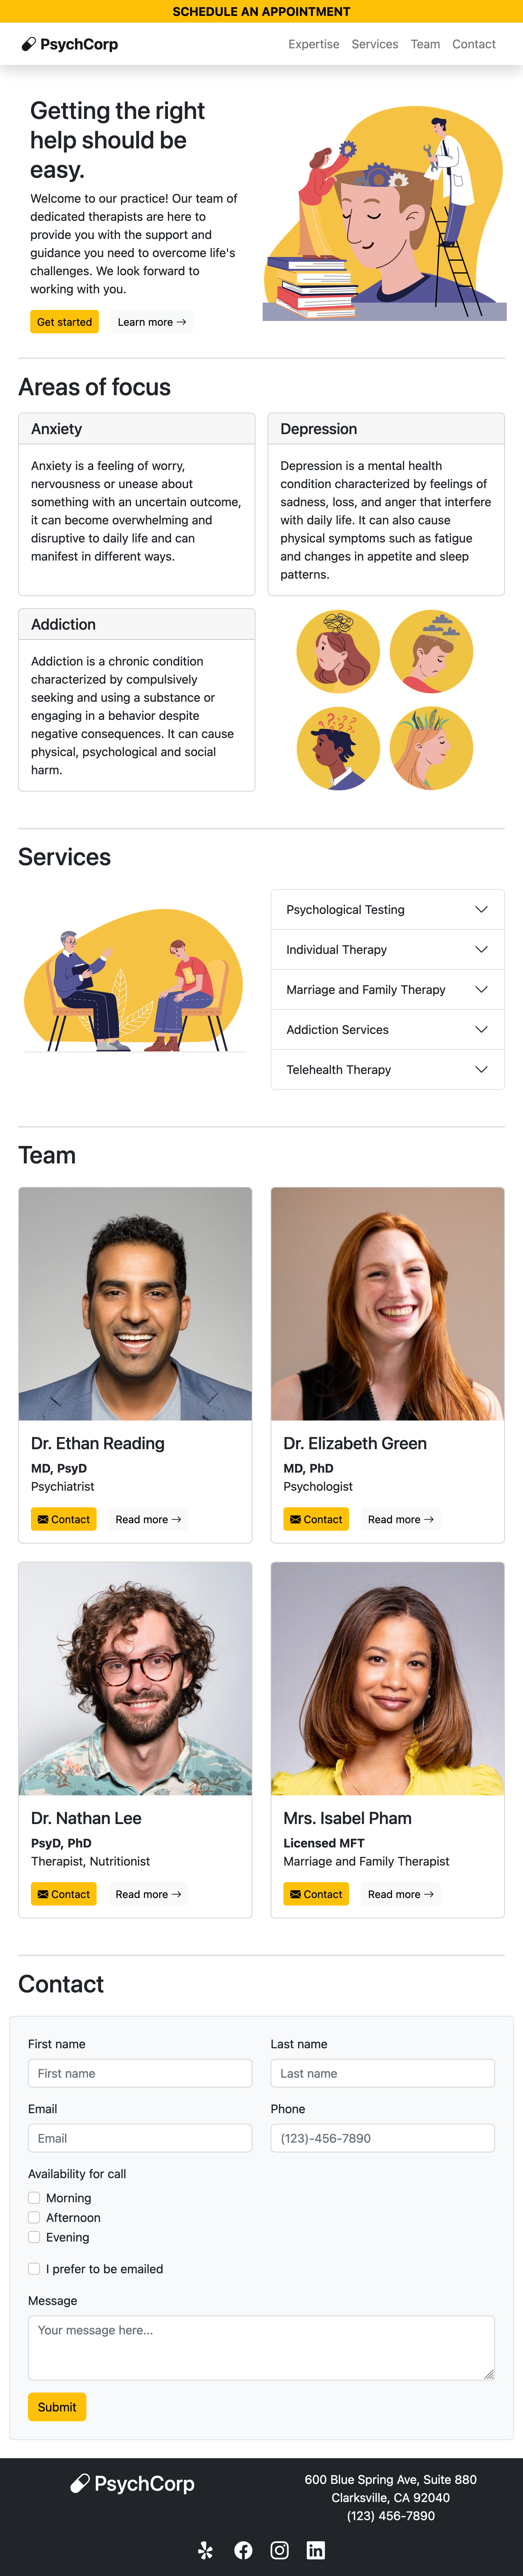 SCHEDULE AN APPOINTMENT
PsychCorp
Expertise
Services
Team
Contact
Getting the right
help should be
easy.
Welcome to our practice! Our team of
dedicated therapists are here to
provide you with the support and
guidance you need to overcome life's
challenges. We look forward to
working with you.
Get started
Learn more →
Areas of focus
Anxiety
Anxiety is a feeling of worry,
nervousness or unease about
something with an uncertain outcome,
it can become overwhelming and
disruptive to daily life and can
manifest in different ways.
Depression
Depression is a mental health
condition characterized by feelings of
sadness, loss, and anger that interfere
with daily life. It can also cause
physical symptoms such as fatigue
and changes in appetite and sleep
patterns.
Addiction
Addiction is a chronic condition
characterized by compulsively
seeking and using a substance or
engaging in a behavior despite
negative consequences. It can cause
physical, psychological and social
harm.
Services
Psychological Testing
Individual Therapy
Marriage and Family Therapy
Addiction Services
Telehealth Therapy
Team
Dr. Ethan Reading
MD, PsyD
Psychiatrist
Contact
Read more →
Dr. Elizabeth Green
MD, PhD
Psychologist
Contact
Read more →
Dr. Nathan Lee
PsyD, PhD
Therapist, Nutritionist
Contact
Read more →
Mrs. Isabel Pham
Licensed MFT
Marriage and Family Therapist
Contact
Read more →
Contact
First name
First name
Last name
Last name
Email
Email
Phone
(123)-456-7890
Availability for call
Morning
Afternoon
Evening
I prefer to be emailed
Message
Your message here...
Submit
PsychCorp
600 Blue Spring Ave, Suite 880
Clarksville, CA 92040
(123) 456-7890